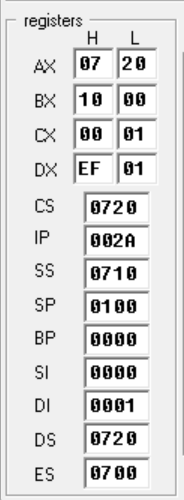 registers
H L
AX 07 20
BX 10 00
CX 00 01
DX EF 01
CS 0720
IP 002A
SS 0710
SP 0100
BP 0000
SI 0000
DI 0001
DS 0720
ES 0700